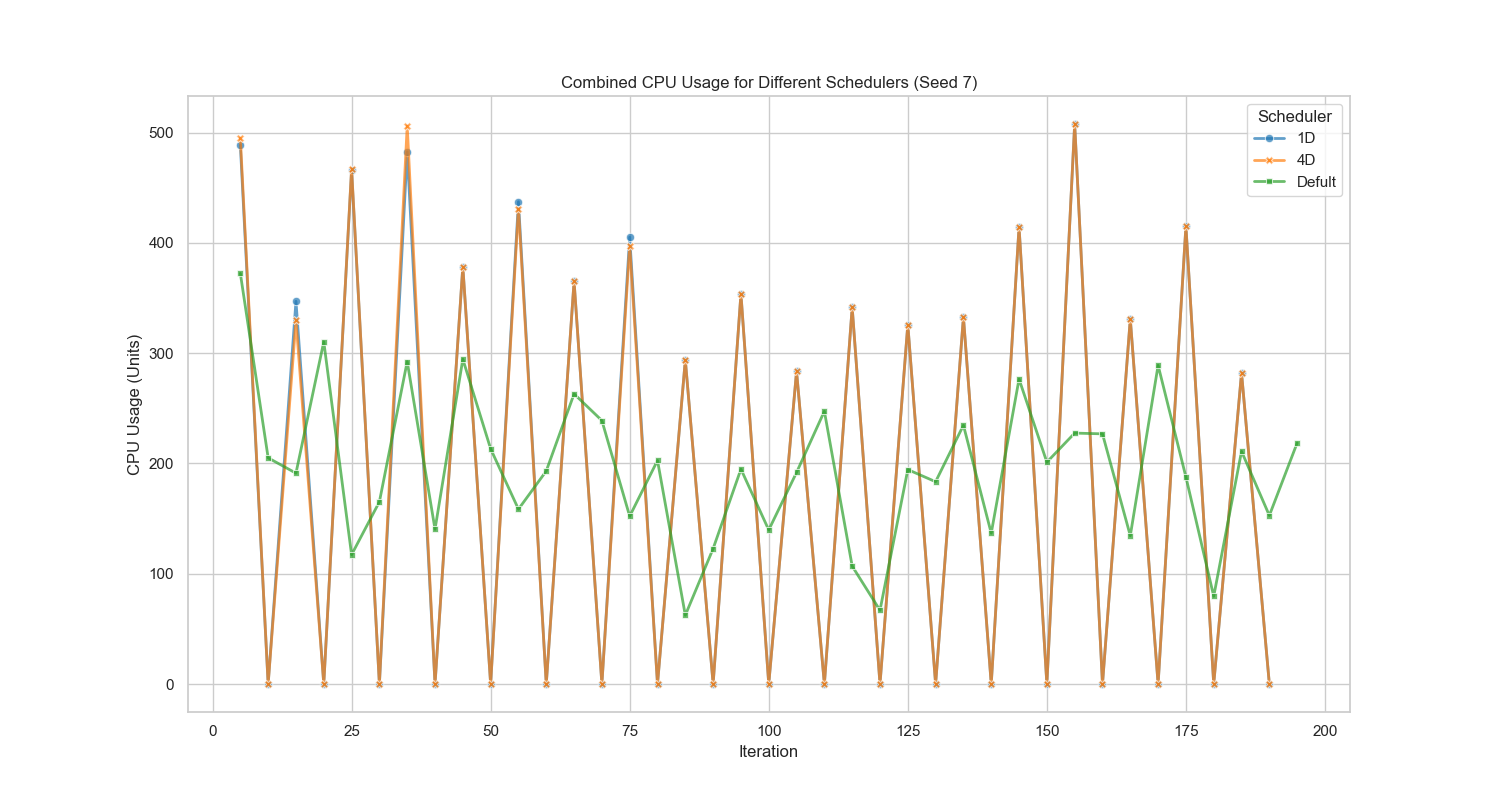 Combined CPU Usage for Different Schedulers (Seed 7)
Scheduler
1D
4D
Defult
CPU Usage (Units)
500
400
300
200
100
0
0 25 50 75 100 125 150 175 200
Iteration